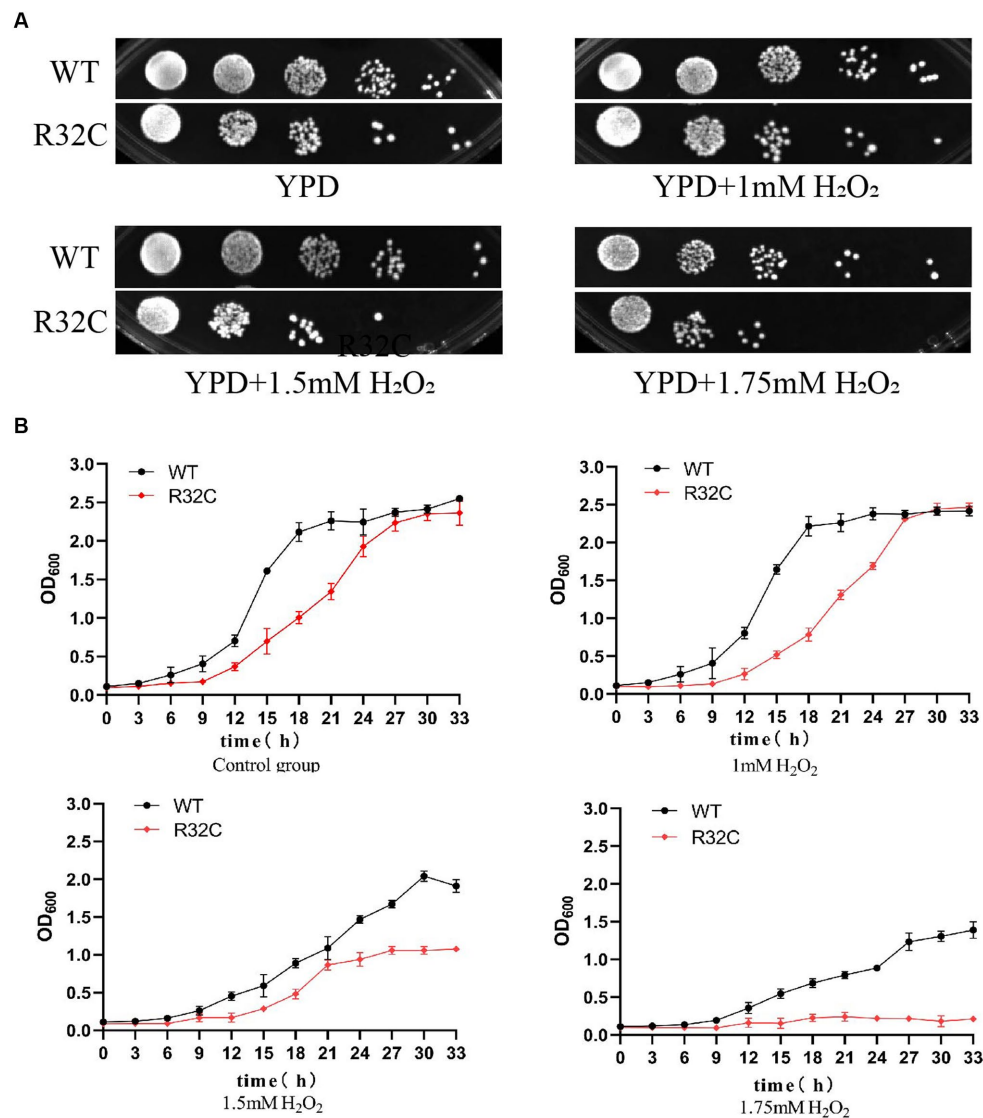 A
WT
R32C
YPD
YPD+1mM H₂O₂
WT
R32C
R32C
YPD+1.5mM H₂O₂
YPD+1.75mM H₂O₂
B
3.0
2.5
2.0
1.5
1.0
0.5
0.0
OD₆₀₀
WT
R32C
0 3 6 9 12 15 18 21 24 27 30 33
time( h)
Control group
3.0
2.5
2.0
1.5
1.0
0.5
0.0
OD₆₀₀
WT
R32C
0 3 6 9 12 15 18 21 24 27 30 33
time( h)
1mM H₂O₂
3.0
2.5
2.0
1.5
1.0
0.5
0.0
OD₆₀₀
WT
R32C
0 3 6 9 12 15 18 21 24 27 30 33
time( h)
1.5mM H₂O₂
3.0
2.5
2.0
1.5
1.0
0.5
0.0
OD₆₀₀
WT
R32C
0 3 6 9 12 15 18 21 24 27 30 33
time( h)
1.75mM H₂O₂